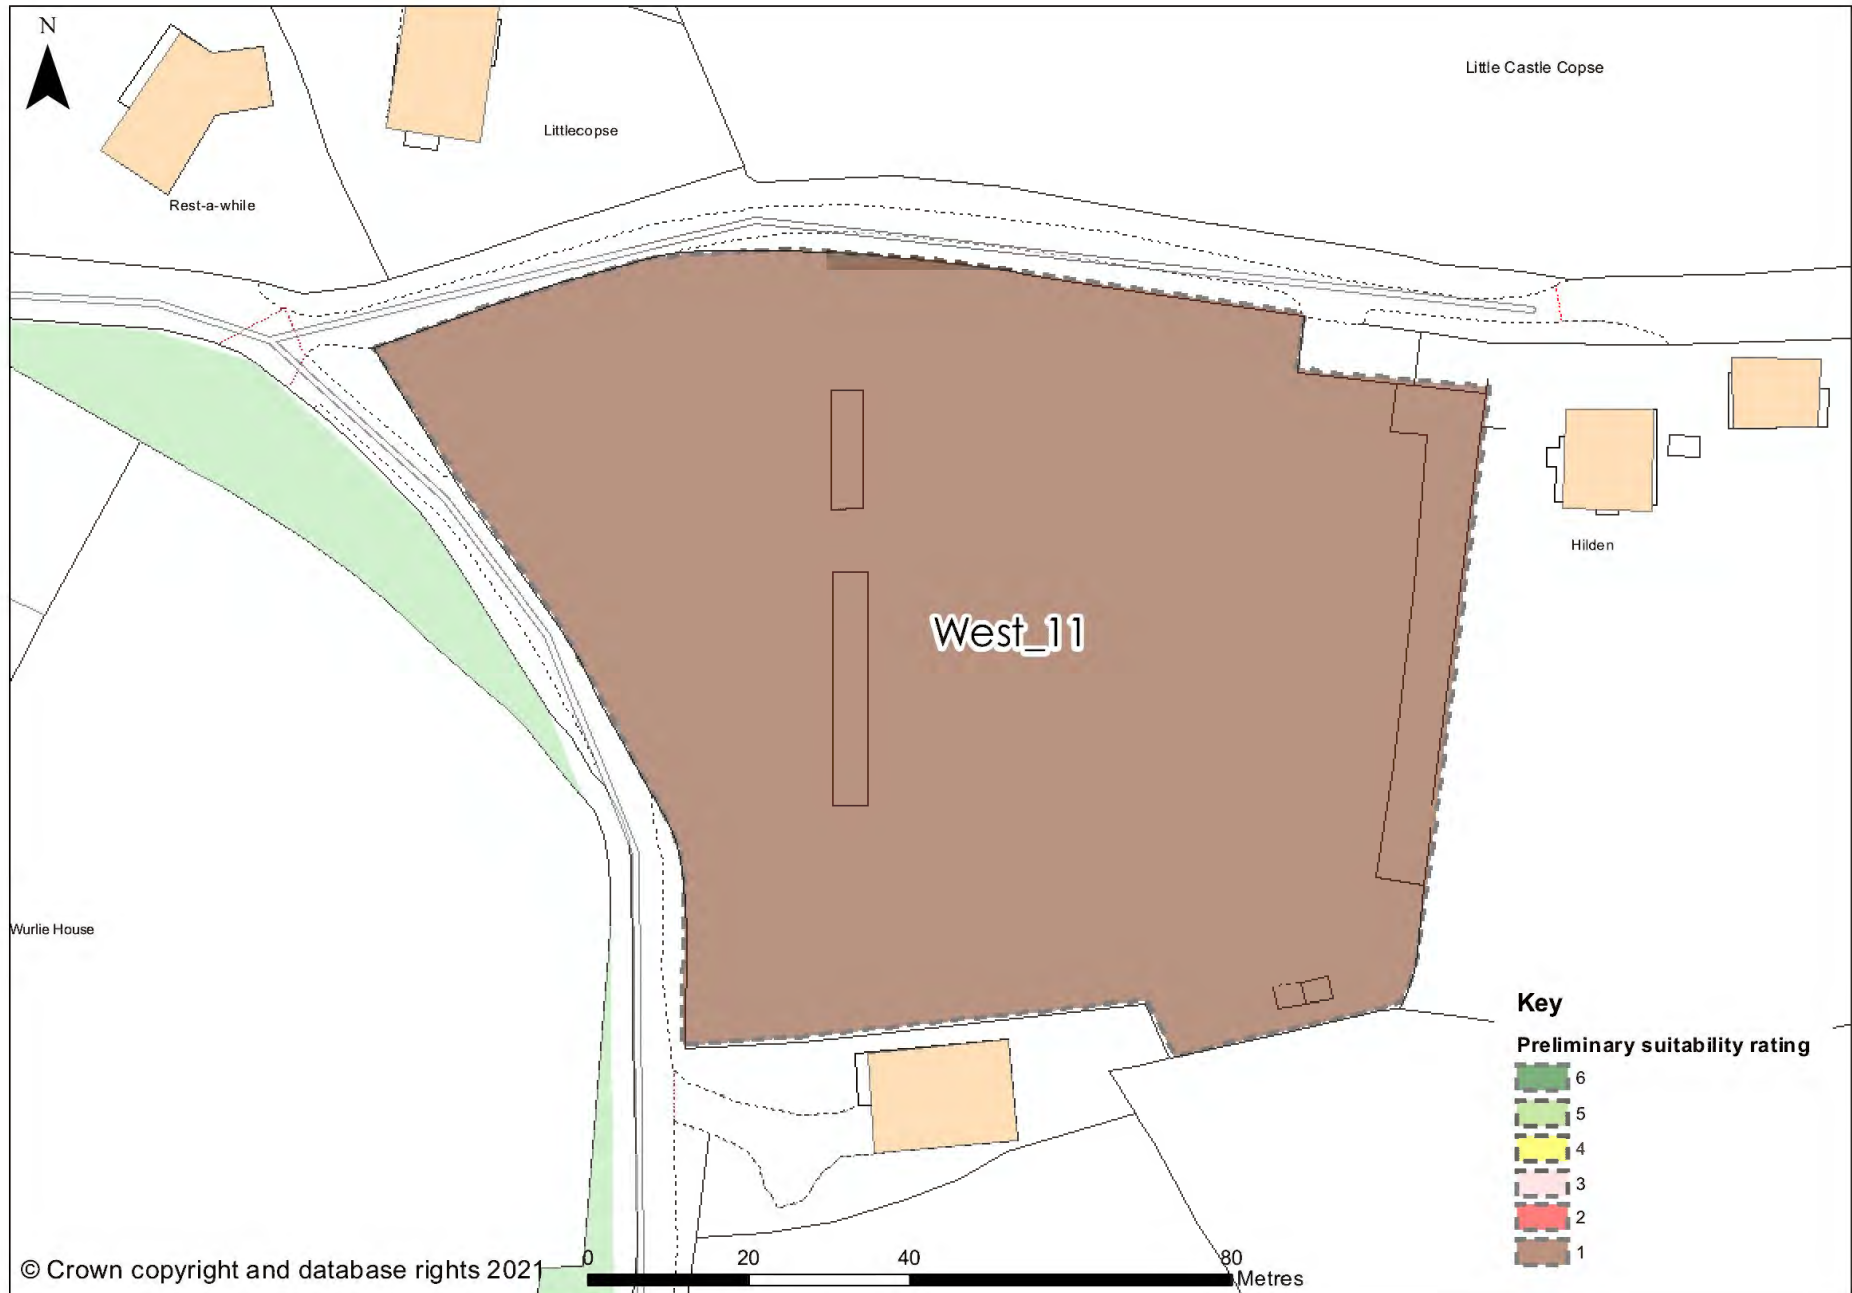 N
Little Castle Copse
Littlecopse
Rest-a-while
Hilden
West_11
Wurlie House
Key
Preliminary suitability rating
6
5
4
3
2
1
0 20 40 80
Metres
© Crown copyright and database rights 2021